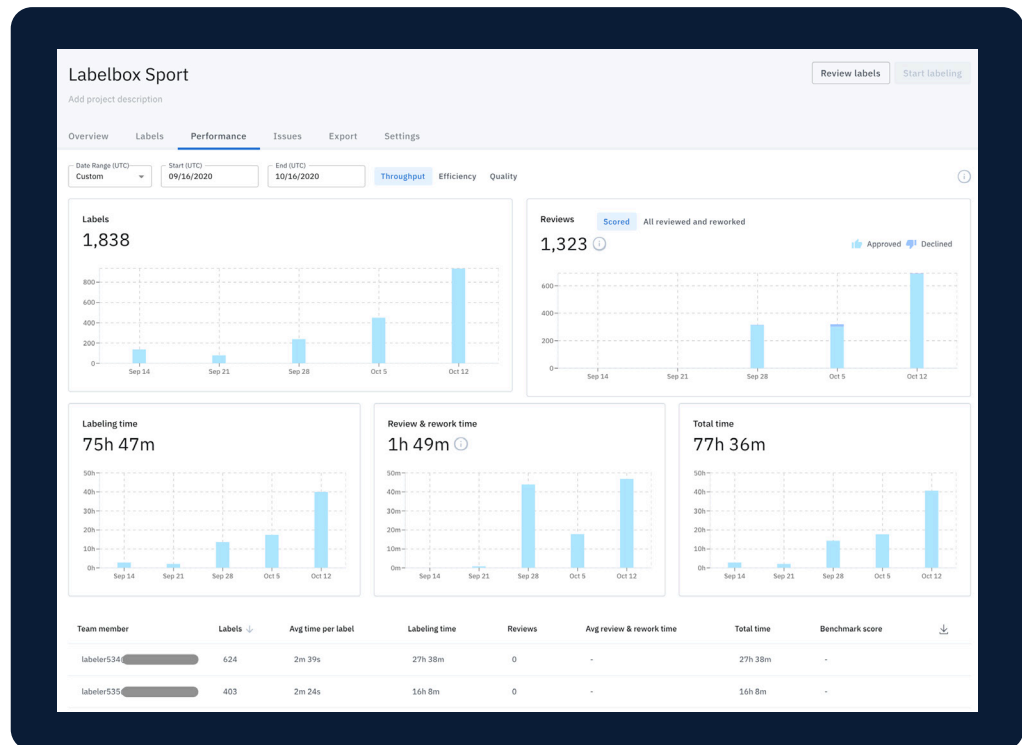 Labelbox Sport
Review labels
Start labeling
Add project description
Overview Labels Performance Issues Export Settings
Date Range (UTC) Start (UTC) End (UTC)
Custom 09/16/2020 10/16/2020 Throughput Efficiency Quality
Labels
1,838
800
600
400
200
0
Sep 14 Sep 21 Sep 28 Oct 5 Oct 12
Reviews Scored All reviewed and reworked
1,323 Approved Declined
600
400
200
0
Sep 14 Sep 21 Sep 28 Oct 5 Oct 12
Labeling time
75h 47m
50h
40h
30h
20h
10h
0h
Sep 14 Sep 21 Sep 28 Oct 5 Oct 12
Review & rework time
1h 49m
50m
40m
30m
20m
10m
0m
Sep 14 Sep 21 Sep 28 Oct 5 Oct 12
Total time
77h 36m
50h
40h
30h
20h
10h
0h
Sep 14 Sep 21 Sep 28 Oct 5 Oct 12
Team member Labels Avg time per label Labeling time Reviews Avg review & rework time Total time Benchmark score
labeler534 624 2m 39s 27h 38m 0 - 27h 38m -
labeler535 403 2m 24s 16h 8m 0 - 16h 8m -